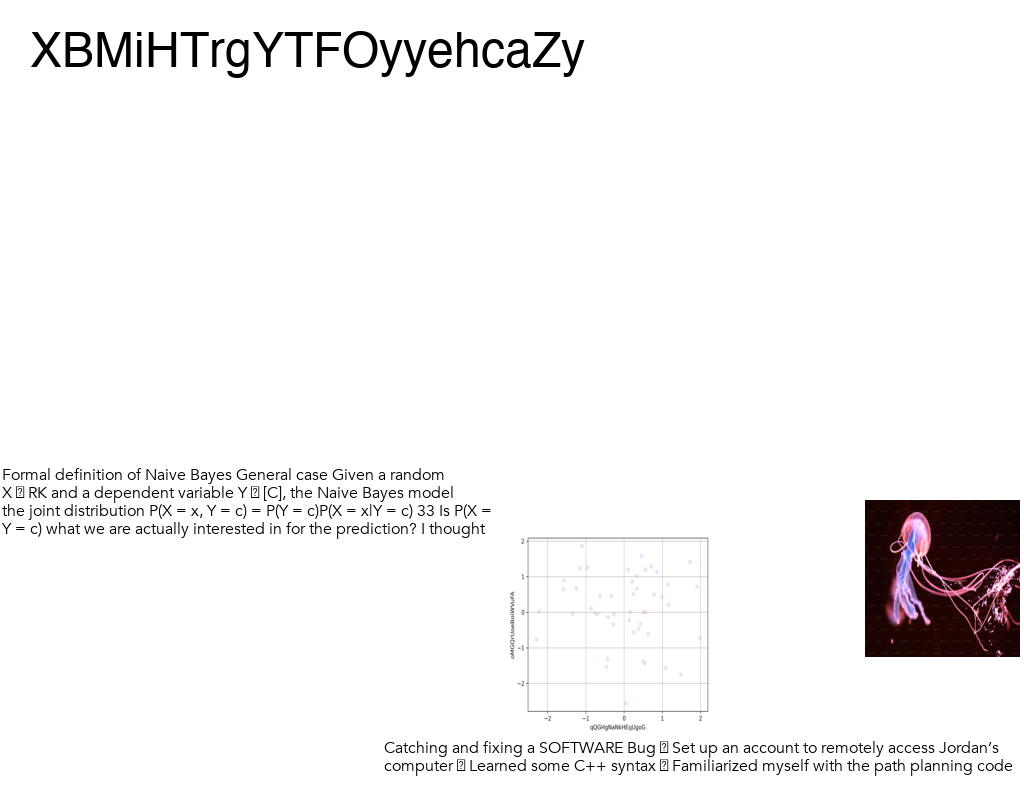 XBMiHTrgYTFOyyehcaZy
Formal definition of Naive Bayes General case Given a random
X ⍰ RK and a dependent variable Y ⍰ [C], the Naive Bayes model
the joint distribution P(X = x, Y = c) = P(Y = c)P(X = x|Y = c) 33 Is P(X =
Y = c) what we are actually interested in for the prediction? I thought
2
1
0
−1
−2
−2 −1 0 1 2
qQGHgNaNkHEqUgoG
Catching and fixing a SOFTWARE Bug ⍰ Set up an account to remotely access Jordan’s
computer ⍰ Learned some C++ syntax ⍰ Familiarized myself with the path planning code